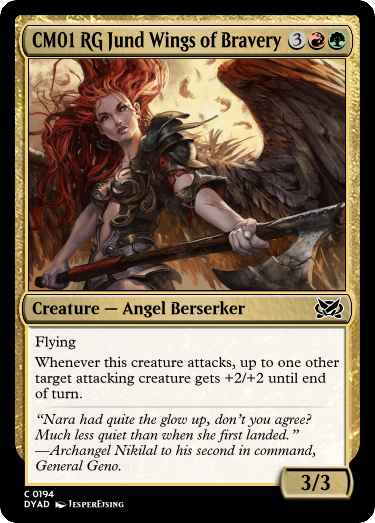 CM01 RG Jund Wings of Bravery 3
Creature — Angel Berserker
Flying
Whenever this creature attacks, up to one other
target attacking creature gets +2/+2 until end
of turn.
“Nara had quite the glow up, don’t you agree?
Much less quiet than when she first landed.”
—Archangel Nikilal to his second in command,
General Geno.
3/3
C 0194
DYAD JesperEjsing